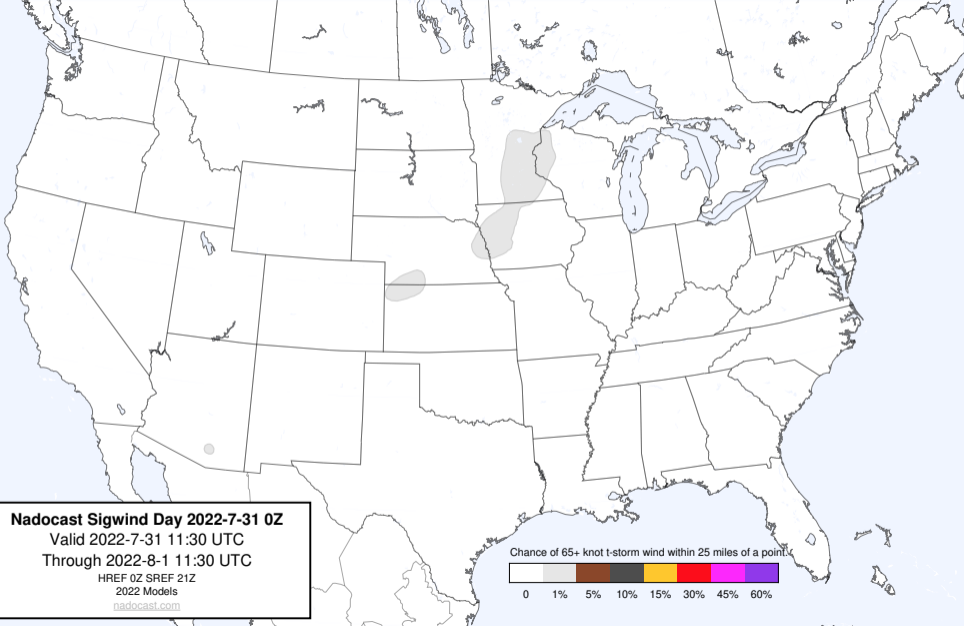 Nadocast Sigwind Day 2022-7-31 0Z
Valid 2022-7-31 11:30 UTC
Through 2022-8-1 11:30 UTC
HREF 0Z SREF 21Z
2022 Models
nadocast.com
Chance of 65+ knot t-storm wind within 25 miles of a point.
0 1% 5% 10% 15% 30% 45% 60%